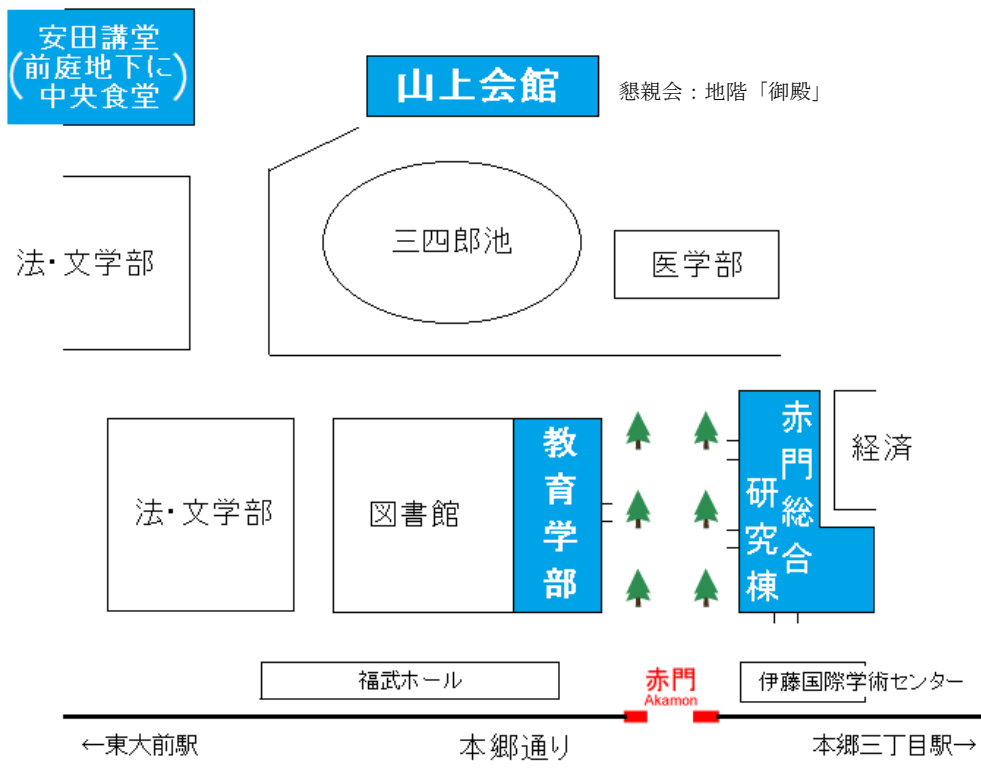 安田講堂
(前庭地下に
中央食堂)
山上会館
懇親会：地階「御殿」
法・文学部
三四郎池
医学部
法・文学部
図書館
教育学部
赤門総合
研究棟
経済
福武ホール
赤門
Akamon
伊藤国際学術センター
←東大前駅
本郷通り
本郷三丁目駅→